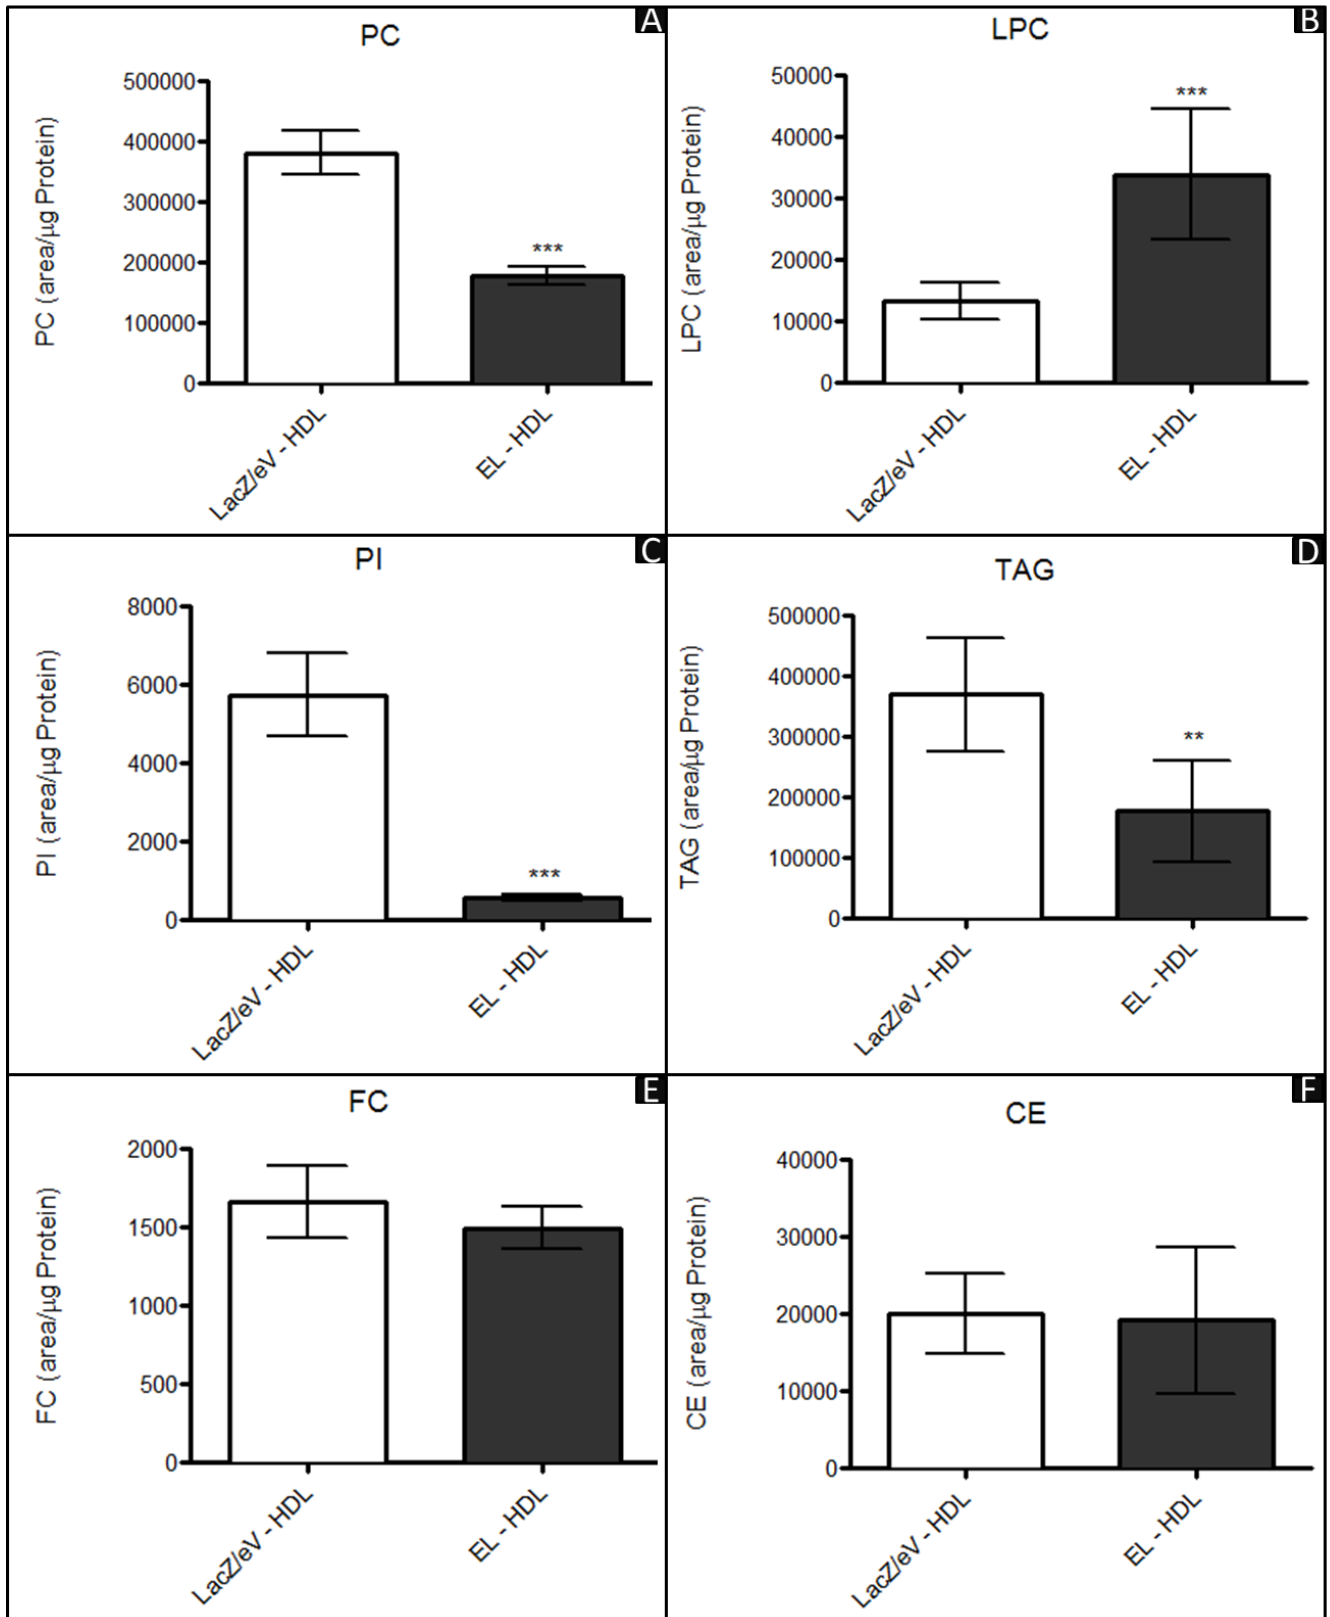 A
PC
PC (area/μg Protein)
500000
400000
300000
200000
100000
0
***
LacZ/eV - HDL
EL - HDL
B
LPC
LPC (area/μg Protein)
50000
40000
30000
20000
10000
0
***
LacZ/eV - HDL
EL - HDL
C
PI
PI (area/μg Protein)
8000
6000
4000
2000
0
***
LacZ/eV - HDL
EL - HDL
D
TAG
TAG (area/μg Protein)
500000
400000
300000
200000
100000
0
**
LacZ/eV - HDL
EL - HDL
E
FC
FC (area/μg Protein)
2000
1500
1000
500
0
LacZ/eV - HDL
EL - HDL
F
CE
CE (area/μg Protein)
40000
30000
20000
10000
0
LacZ/eV - HDL
EL - HDL